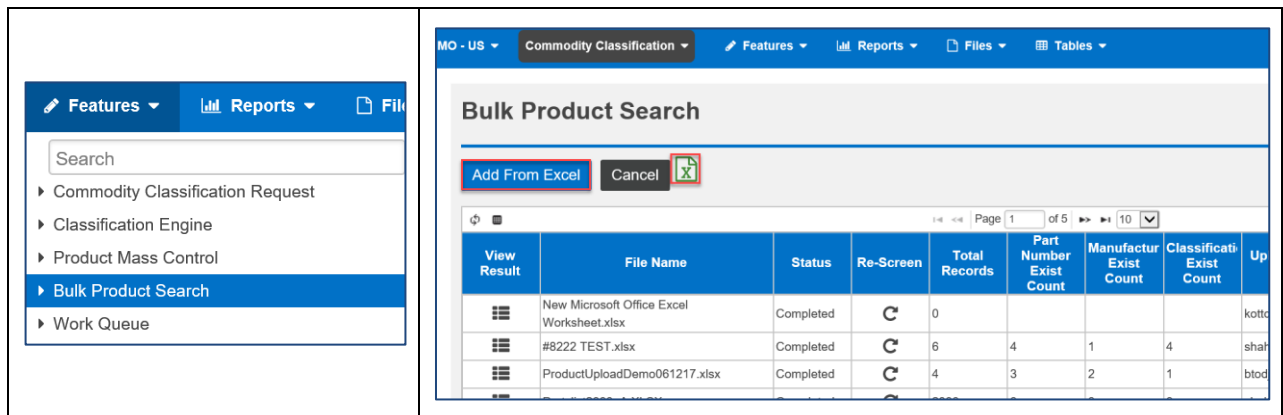 Features
Reports
Search
Commodity Classification Request
Classification Engine
Product Mass Control
Bulk Product Search
Work Queue
MO - US Commodity Classification Features Reports Files Tables
Bulk Product Search
Add From Excel Cancel
Page 1 of 5 10
View Result File Name Status Re-Screen Total Records Part Number Exist Count Manufactur Exist Count Classificati Exist Count Up
New Microsoft Office Excel
Worksheet.xlsx Completed 0
#8222 TEST.xlsx Completed 6 4 1 4
ProductUploadDemo061217.xlsx Completed 4 3 2 1